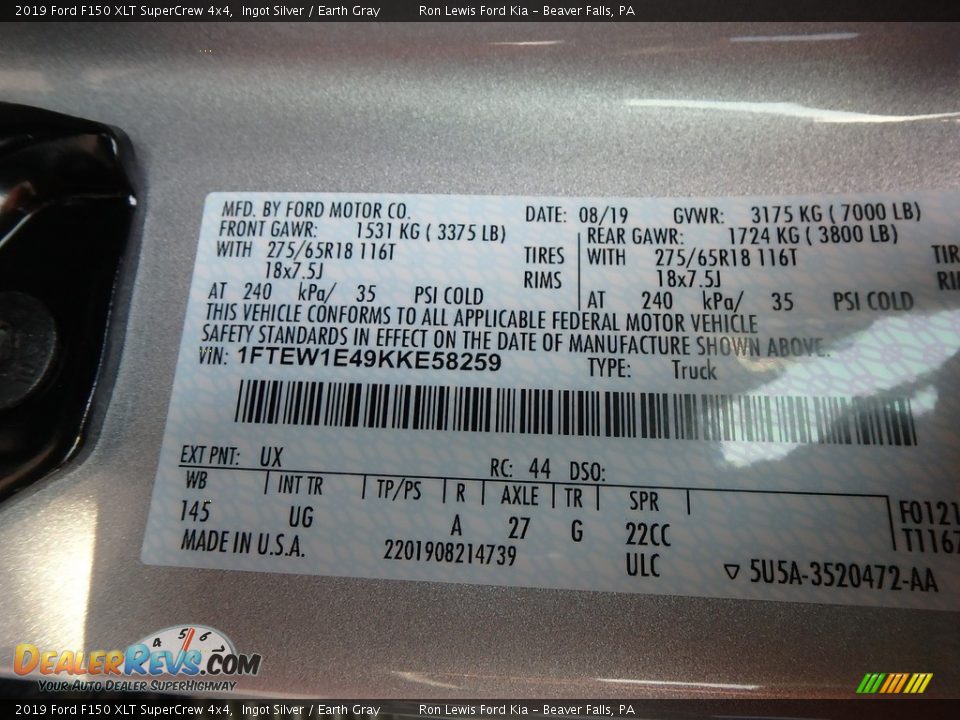 2019 Ford F150 XLT SuperCrew 4x4, Ingot Silver / Earth Gray Ron Lewis Ford Kia – Beaver Falls, PA
MFD. BY FORD MOTOR CO. DATE: 08/19 GVWR: 3175 KG ( 7000 LB)
FRONT GAWR: 1531 KG ( 3375 LB) REAR GAWR: 1724 KG ( 3800 LB)
WITH 275/65R18 116T TIRES WITH 275/65R18 116T
18x7.5J RIMS 18x7.5J
AT 240 kPa/ 35 PSI COLD AT 240 kPa/ 35 PSI COLD
THIS VEHICLE CONFORMS TO ALL APPLICABLE FEDERAL MOTOR VEHICLE
SAFETY STANDARDS IN EFFECT ON THE DATE OF MANUFACTURE SHOWN ABOVE.
VIN: 1FTEW1E49KKE58259 TYPE: Truck
EXT PNT: UX RC: 44 DSO:
WB INT TR TP/PS R AXLE TR SPR
145 UG A 27 G 22CC
F0121
T1167
MADE IN U.S.A. 2201908214739 ULC ▽ 5U5A-3520472-AA
4 5 6
DEALERREVS.COM
YOUR AUTO DEALER SUPERHIGHWAY
2019 Ford F150 XLT SuperCrew 4x4, Ingot Silver / Earth Gray Ron Lewis Ford Kia – Beaver Falls, PA